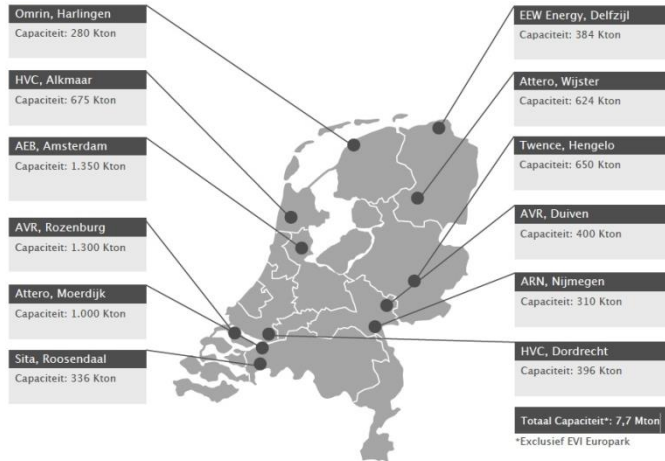 Omrin, Harlingen
Capaciteit: 280 Kton
HVC, Alkmaar
Capaciteit: 675 Kton
AEB, Amsterdam
Capaciteit: 1.350 Kton
AVR, Rozenburg
Capaciteit: 1.300 Kton
Attero, Moerdijk
Capaciteit: 1.000 Kton
Sita, Roosendaal
Capaciteit: 336 Kton
EEW Energy, Delfzijl
Capaciteit: 384 Kton
Attero, Wijster
Capaciteit: 624 Kton
Twence, Hengelo
Capaciteit: 650 Kton
AVR, Duiven
Capaciteit: 400 Kton
ARN, Nijmegen
Capaciteit: 310 Kton
HVC, Dordrecht
Capaciteit: 396 Kton
Totaal Capaciteit*: 7,7 Mton
*Exclusief EVI Europark